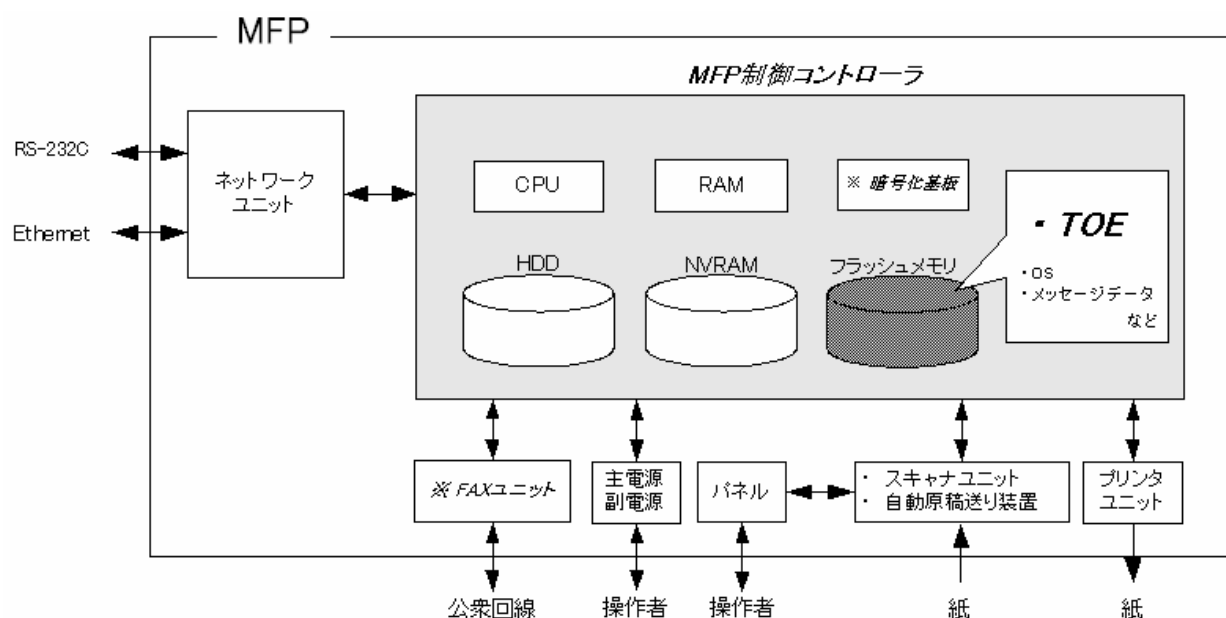 MFP
MFP制御コントローラ
RS-232C
Ethernet
ネットワーク
ユニット
CPU
RAM
※ 暗号化基板
・TOE
・OS
・メッセージデータ
など
HDD
NVRAM
フラッシュメモリ
※ FAXユニット
主電源
副電源
パネル
・ スキャナユニット
・ 自動原稿送り装置
プリンタ
ユニット
公衆回線
操作者
操作者
紙
紙